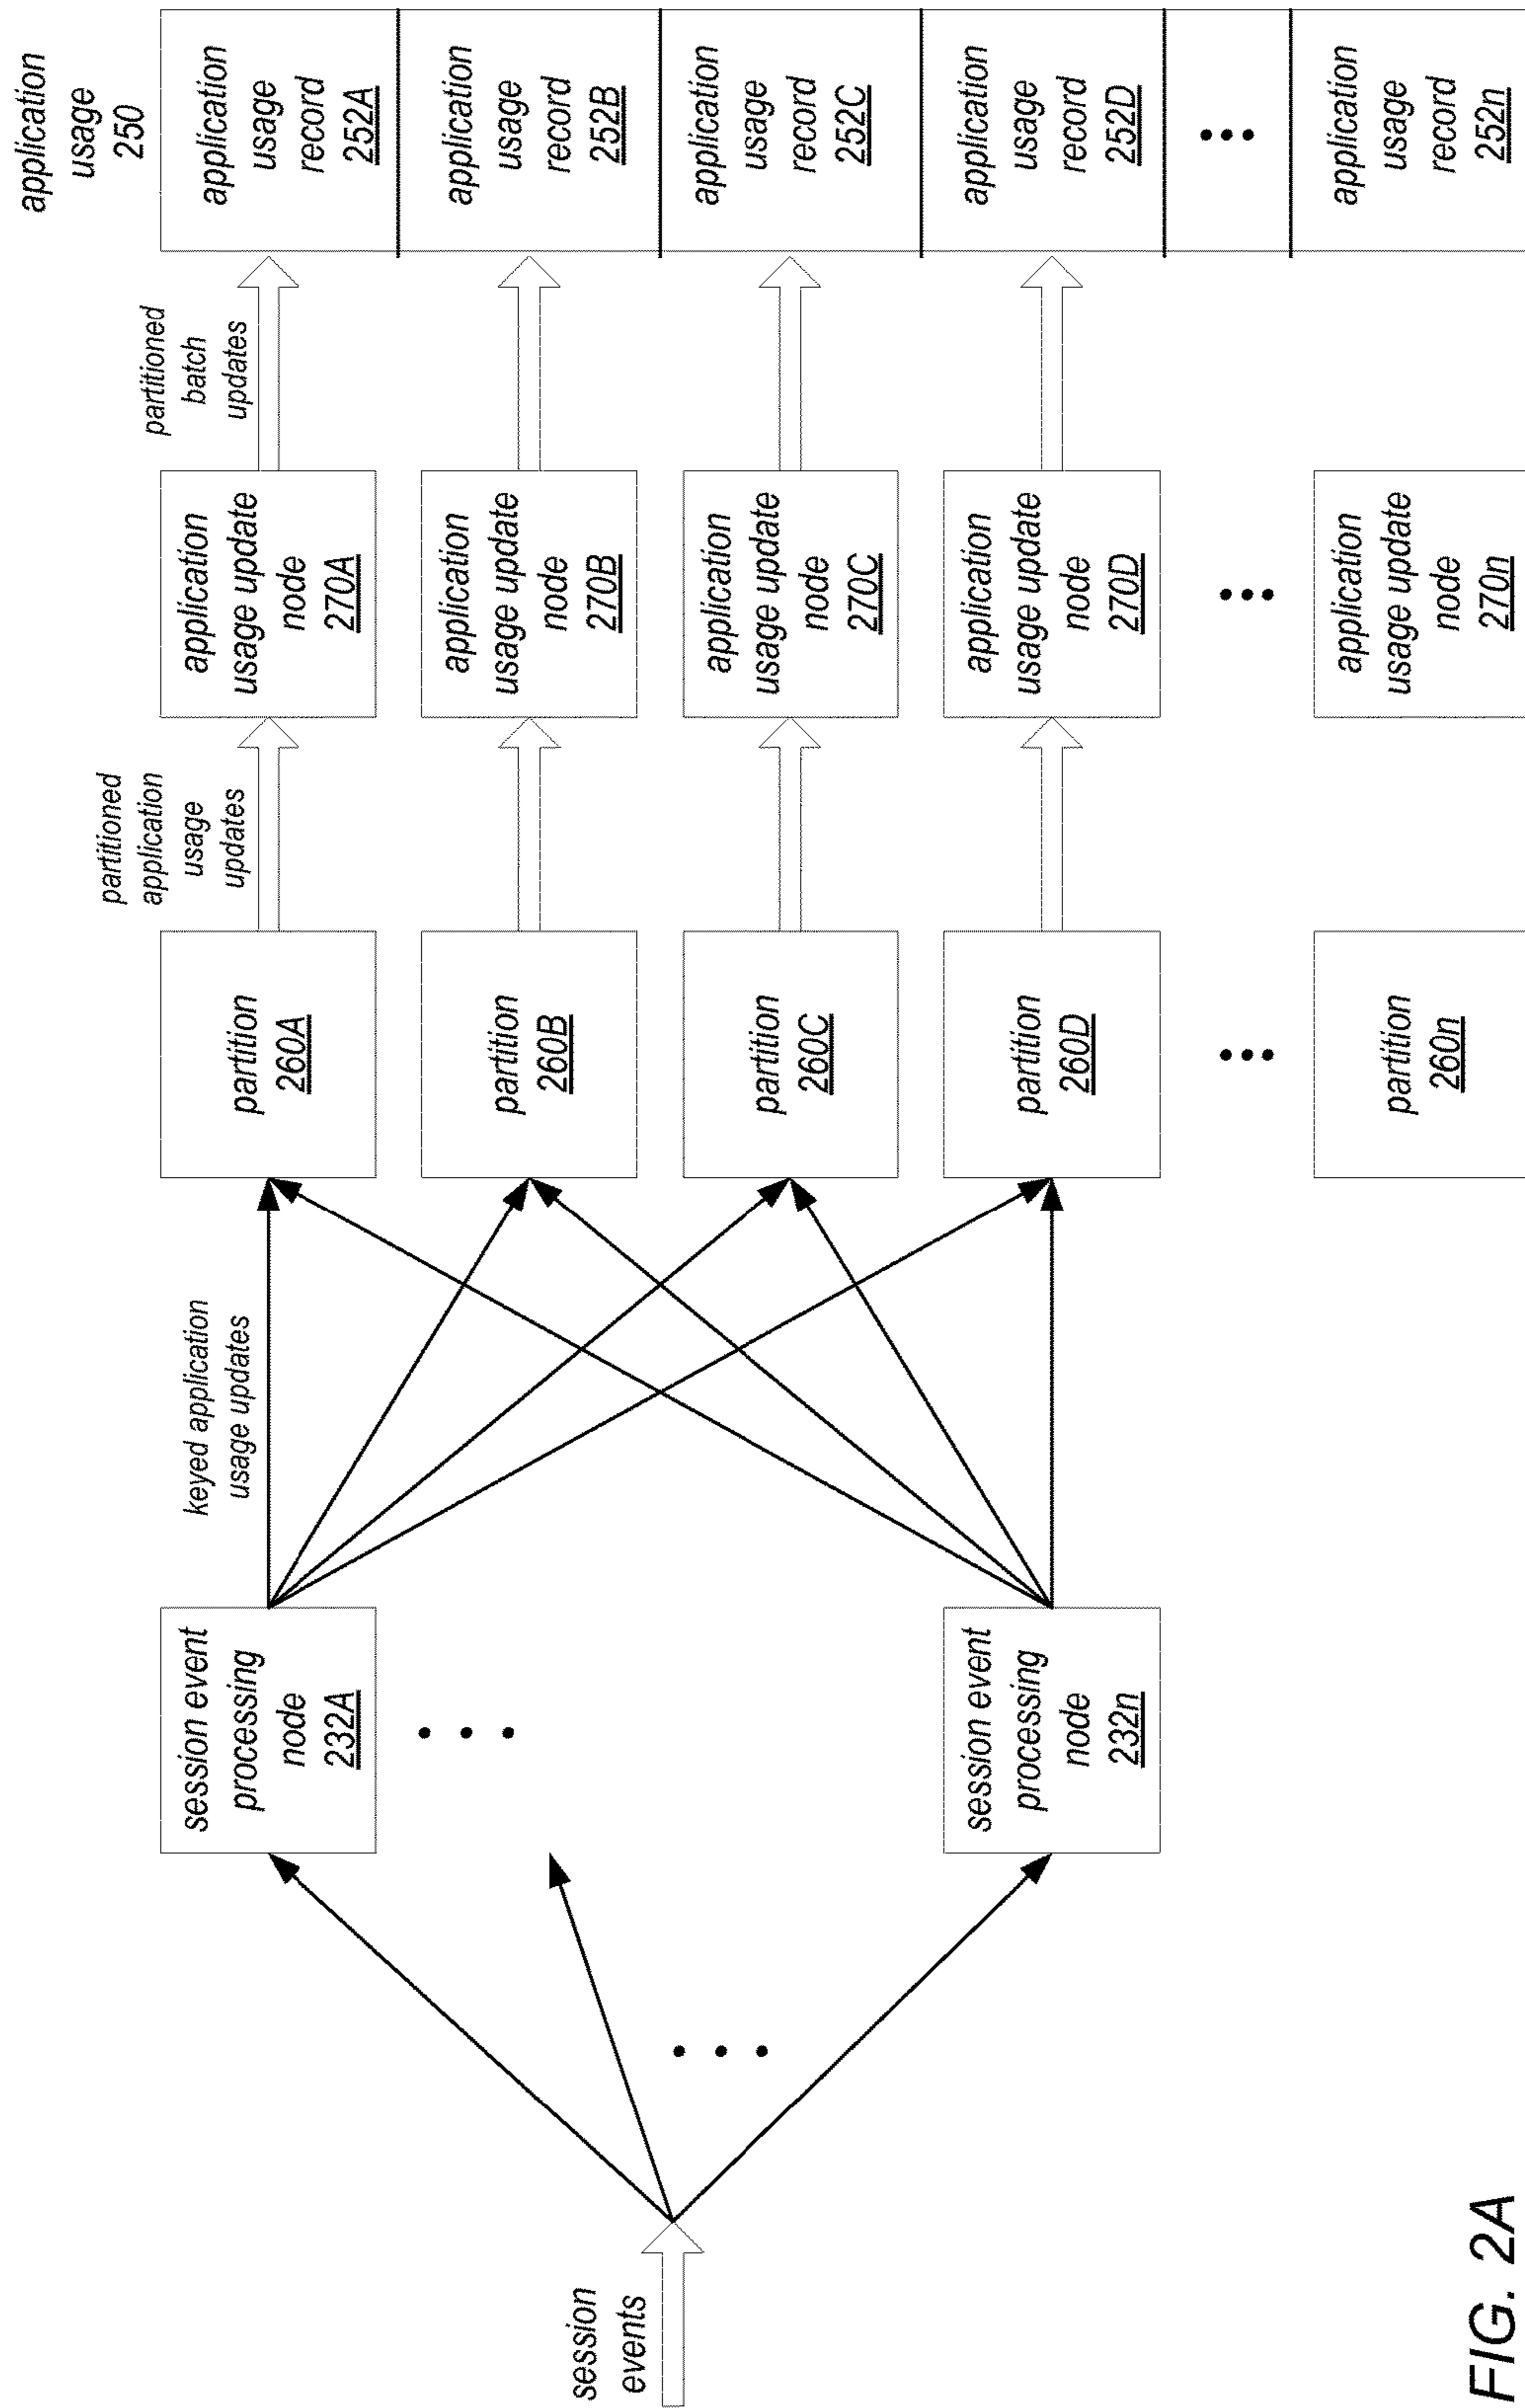 session
events
session event
processing
node
232A
session event
processing
node
232n
keyed application
usage updates
partition
260A
partition
260B
partition
260C
partition
260D
partition
260n
partitioned
application
usage
updates
application
usage update
node
270A
application
usage update
node
270B
application
usage update
node
270C
application
usage update
node
270D
application
usage update
node
270n
partitioned
batch
updates
application
usage
250
application
usage
record
252A
application
usage
record
252B
application
usage
record
252C
application
usage
record
252D
application
usage
record
252n
FIG. 2A